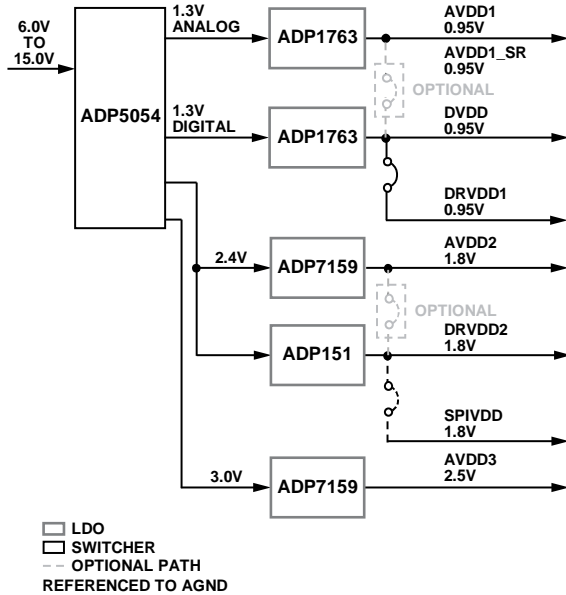 6.0V
TO
15.0V
ADP5054
1.3V
ANALOG
ADP1763
AVDD1
0.95V
AVDD1_SR
0.95V
OPTIONAL
1.3V
DIGITAL
ADP1763
DVDD
0.95V
DRVDD1
0.95V
2.4V
ADP7159
AVDD2
1.8V
OPTIONAL
ADP151
DRVDD2
1.8V
SPIVDD
1.8V
3.0V
ADP7159
AVDD3
2.5V
LDO
SWITCHER
OPTIONAL PATH
REFERENCED TO AGND